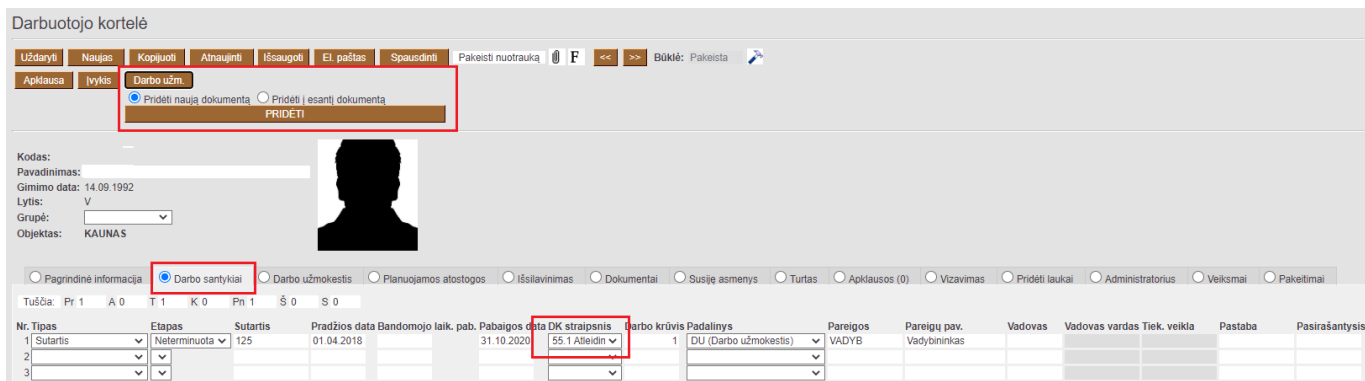 Darbuotojo kortelė
Uždaryti Naujas Kopijuoti Atnaujinti Išsaugoti El. paštas Spausdinti Pakeisti nuotrauką F << >> Būklė: Pakeista
Apklausa Įvykis Darbo užm.
Pridėti naują dokumentą Pridėti į esantį dokumentą
PRIDĖTI
Kodas:
Pavadinimas:
Gimimo data: 14.09.1992
Lytis: V
Grupė:
Objektas: KAUNAS
Pagrindinė informacija Darbo santykiai Darbo užmokestis Planuojamos atostogos Išsilavinimas Dokumentai Susiję asmenys Turtas Apklausos (0) Vizavimas Pridėti laukai Administratorius Veiksmai Pakeitimai
Tuščia: Pr 1 A 0 T 1 K 0 Pn 1 Š 0 S 0
Nr. Tipas Etapas Sutartis Pradžios data Bandomojo laik. pab. Pabaigos data DK straipsnis Darbo krūvis Padalinys Pareigos Pareigų pav. Vadovas Vadovas vardas Tiek. veikla Pastaba Pasirašantysis
1 Sutartis Neterminuota 125 01.04.2018 31.10.2020 55.1 Atleidin 1 DU (Darbo užmokestis) VADYB Vadybininkas
2
3